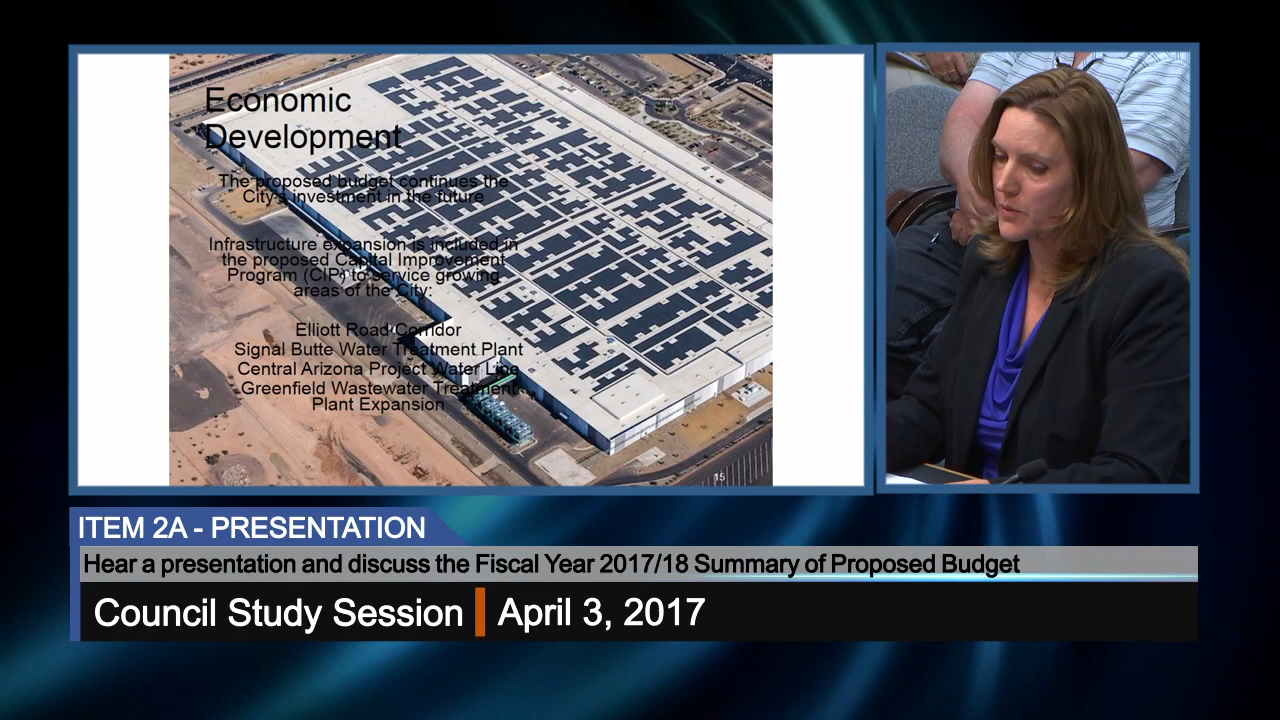 Economic
Development
The proposed budget continues the
City's investment in the future
Infrastructure expansion is included in
the proposed Capital Improvement
Program (CIP) to service growing
areas of the City:
Elliott Road Corridor
Signal Butte Water Treatment Plant
Central Arizona Project Water Line
Greenfield Wastewater Treatment
Plant Expansion
15
ITEM 2A - PRESENTATION
Hear a presentation and discuss the Fiscal Year 2017/18 Summary of Proposed Budget
Council Study Session
April 3, 2017